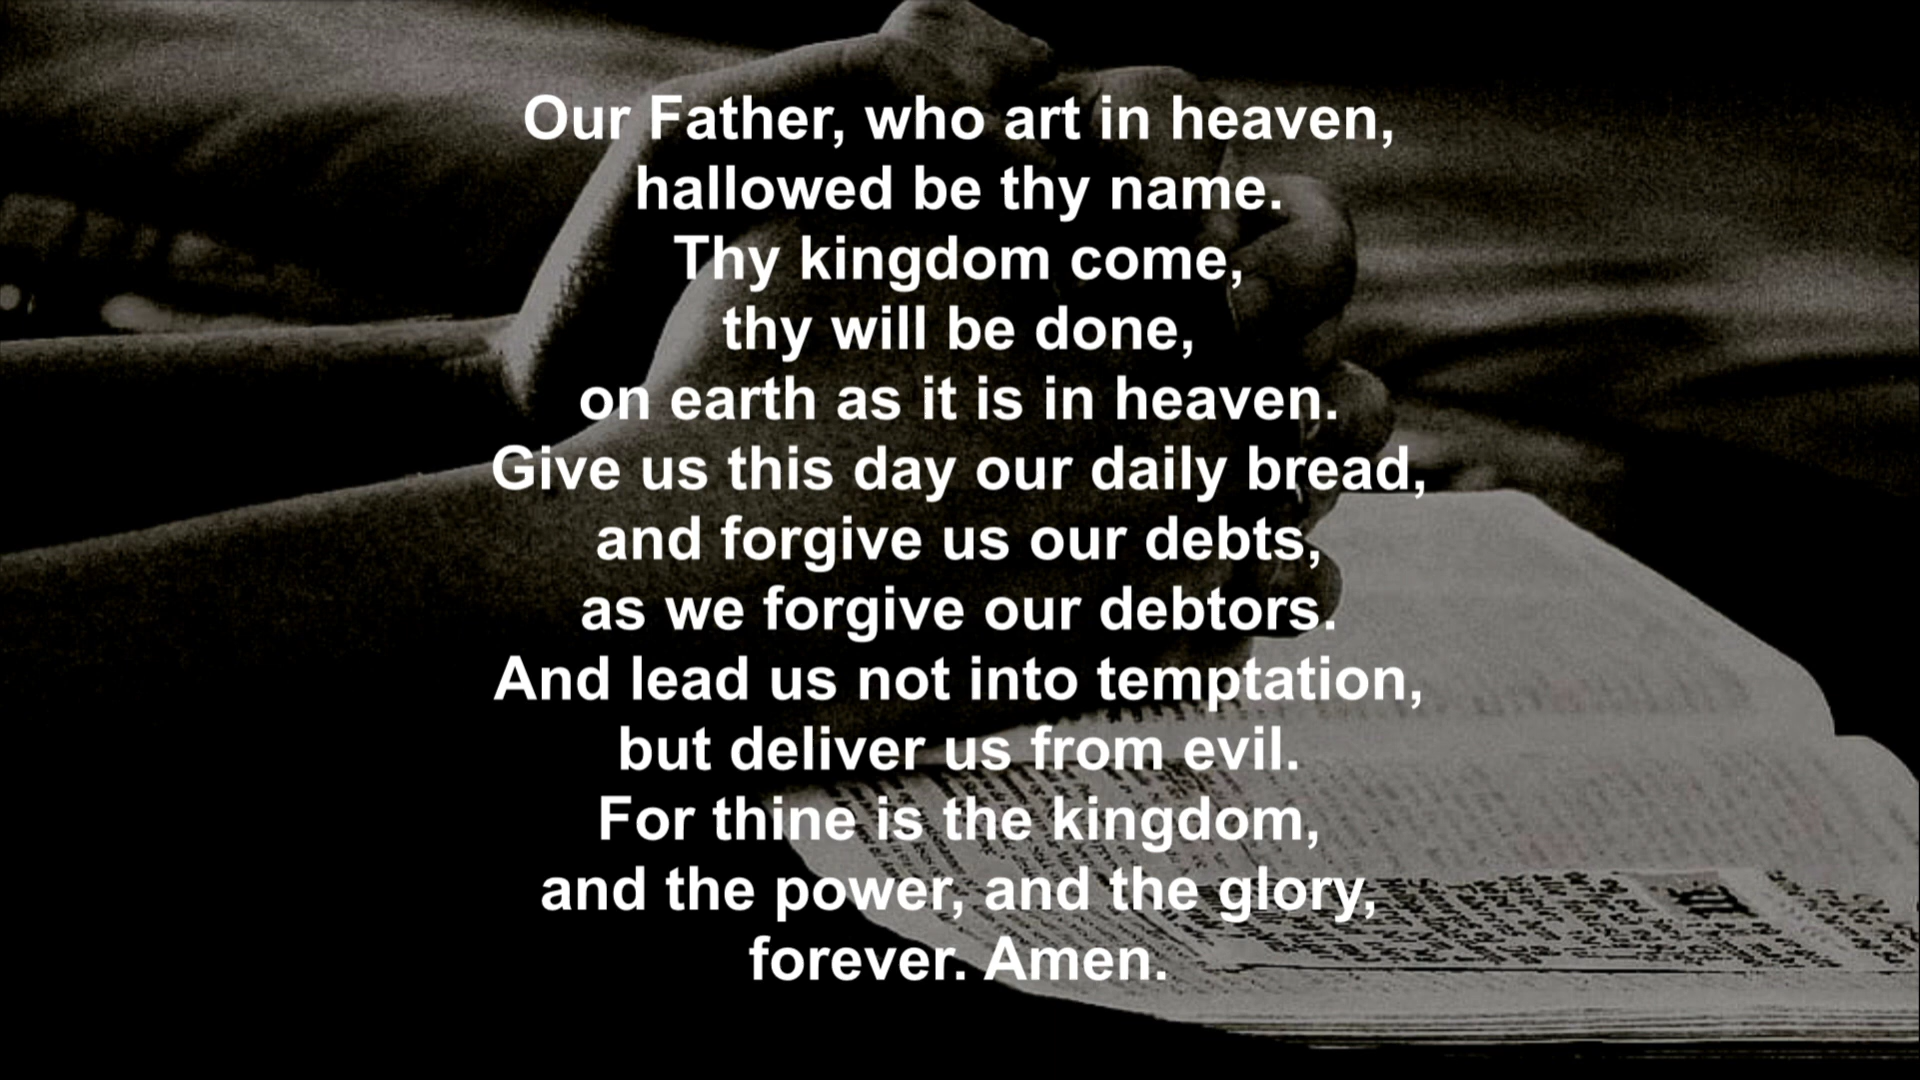 Our Father, who art in heaven,
hallowed be thy name.
Thy kingdom come,
thy will be done,
on earth as it is in heaven.
Give us this day our daily bread,
and forgive us our debts,
as we forgive our debtors.
And lead us not into temptation,
but deliver us from evil.
For thine is the kingdom,
and the power, and the glory,
forever. Amen.